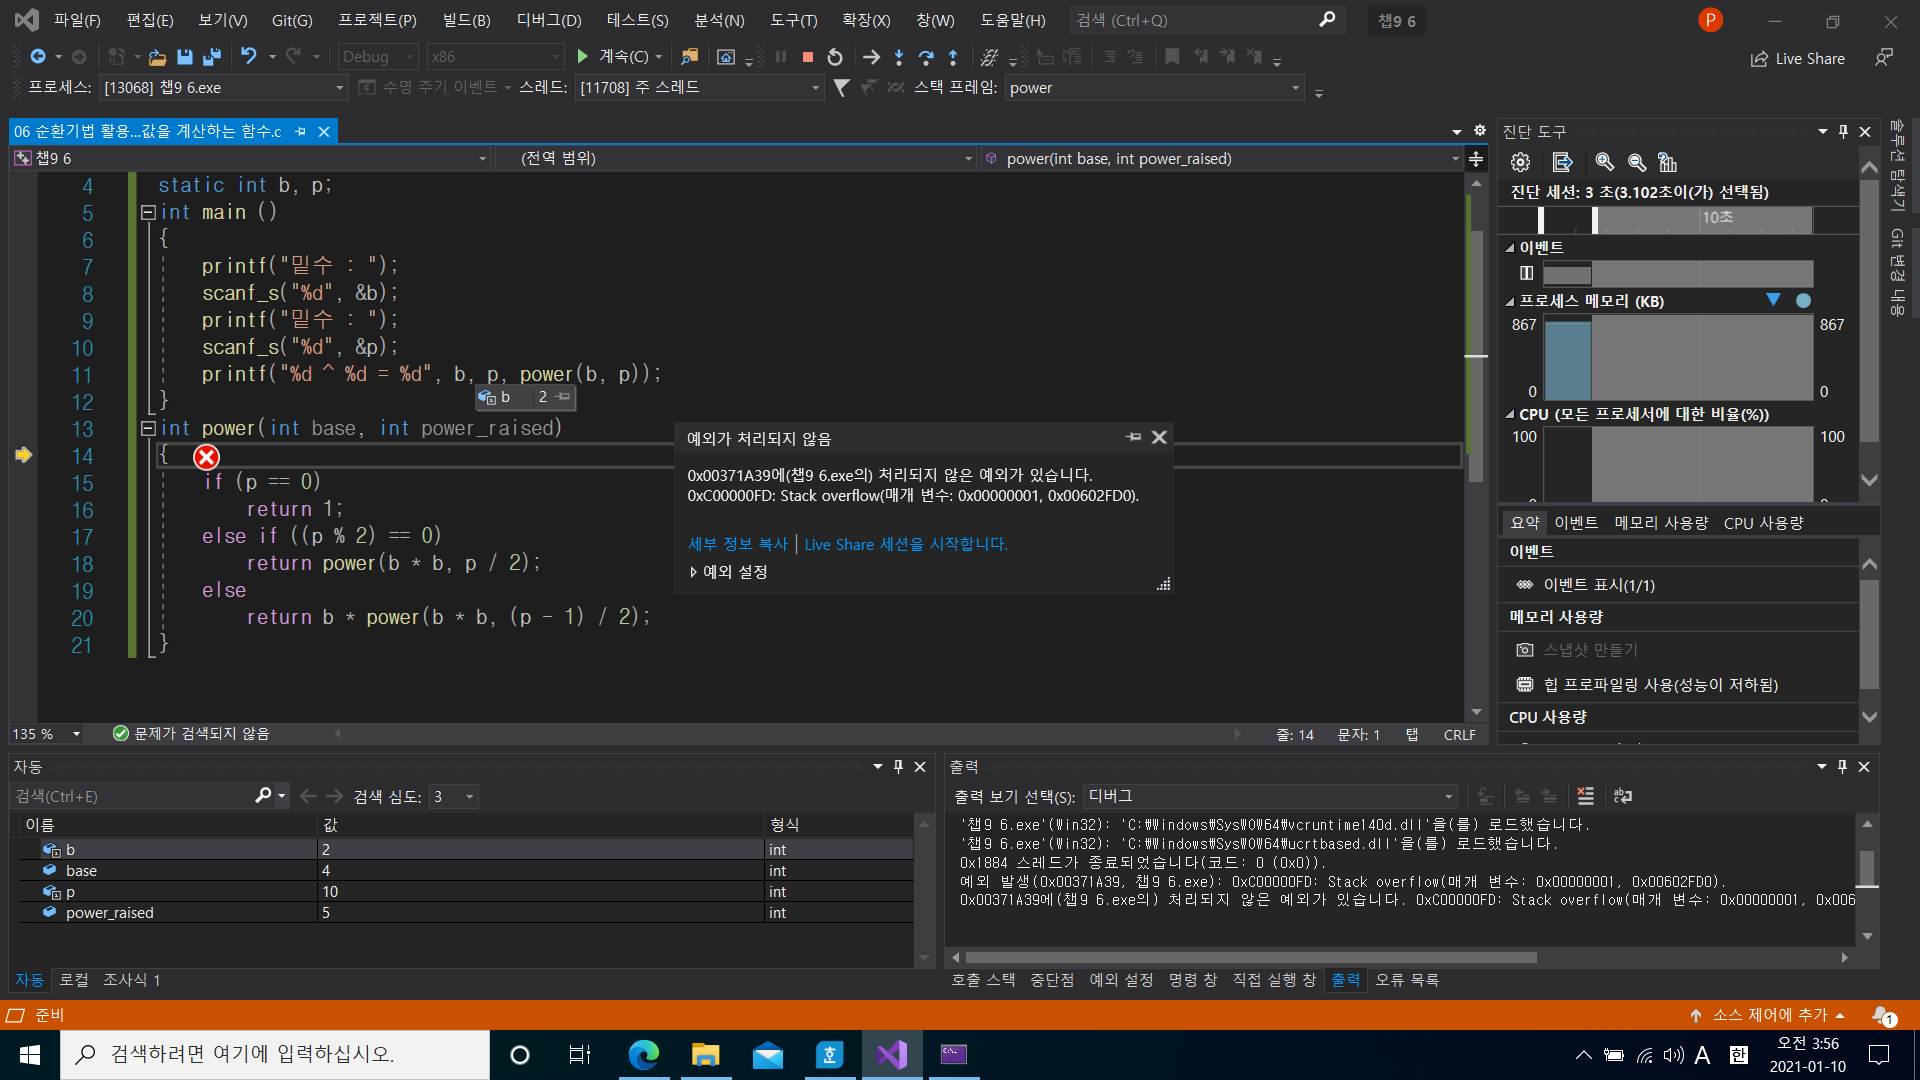 파일(F) 편집(E) 보기(V) Git(G) 프로젝트(P) 빌드(B) 디버그(D) 테스트(S) 분석(N) 도구(T) 확장(X) 창(W) 도움말(H) 검색 (Ctrl+Q) 챕9 6 P
Debug x86 계속(C) Live Share
프로세스: [13068] 챕9 6.exe 수명 주기 이벤트 스레드: [11708] 주 스레드 스택 프레임: power
06 순환기법 활용...값을 계산하는 함수.c
챕9 6 (전역 범위) power(int base, int power_raised)
4 static int b, p;
5 int main ()
6 {
7 printf("밑수 : ");
8 scanf_s("%d", &b);
9 printf("밑수 : ");
10 scanf_s("%d", &p);
11 printf("%d ^ %d = %d", b, p, power(b, p));
12 }
b 2
13 int power(int base, int power_raised)
14 {
15 if (p == 0)
16 return 1;
17 else if ((p % 2) == 0)
18 return power(b * b, p / 2);
19 else
20 return b * power(b * b, (p - 1) / 2);
21 }
예외가 처리되지 않음
0x00371A39에(챕9 6.exe의) 처리되지 않은 예외가 있습니다.
0xC00000FD: Stack overflow(매개 변수: 0x00000001, 0x00602FD0).
세부 정보 복사 | Live Share 세션을 시작합니다.
예외 설정
135 % 문제가 검색되지 않음 줄: 14 문자: 1 탭 CRLF
진단 도구
진단 세션: 3 초(3.102초이(가) 선택됨)
10초
이벤트
프로세스 메모리 (KB)
867 867
0 0
CPU (모든 프로세서에 대한 비율(%))
100 100
요약 이벤트 메모리 사용량 CPU 사용량
이벤트
이벤트 표시(1/1)
메모리 사용량
스냅샷 만들기
힙 프로파일링 사용(성능이 저하됨)
CPU 사용량
솔루션 탐색기
Git 변경 내용
자동
검색(Ctrl+E) 검색 심도: 3
이름 값 형식
b 2 int
base 4 int
p 10 int
power_raised 5 int
자동 로컬 조사식 1
출력
출력 보기 선택(S): 디버그
'챕9 6.exe'(Win32): 'C:₩Windows₩SysWOW64₩vcruntime140d.dll'을(를) 로드했습니다.
'챕9 6.exe'(Win32): 'C:₩Windows₩SysWOW64₩ucrtbased.dll'을(를) 로드했습니다.
0x1884 스레드가 종료되었습니다(코드: 0 (0x0)).
예외 발생(0x00371A39, 챕9 6.exe): 0xC00000FD: Stack overflow(매개 변수: 0x00000001, 0x00602FD0).
0x00371A39에(챕9 6.exe의) 처리되지 않은 예외가 있습니다. 0xC00000FD: Stack overflow(매개 변수: 0x00000001, 0x006
호출 스택 중단점 예외 설정 명령 창 직접 실행 창 출력 오류 목록
준비 소스 제어에 추가 1
검색하려면 여기에 입력하십시오. A 한 오전 3:56
2021-01-10